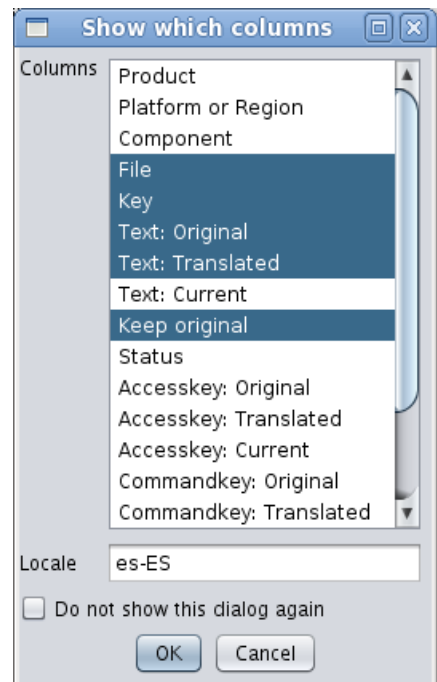 Show which columns
Columns
Product
Platform or Region
Component
File
Key
Text: Original
Text: Translated
Text: Current
Keep original
Status
Accesskey: Original
Accesskey: Translated
Accesskey: Current
Commandkey: Original
Commandkey: Translated
Locale es-ES
Do not show this dialog again
OK Cancel